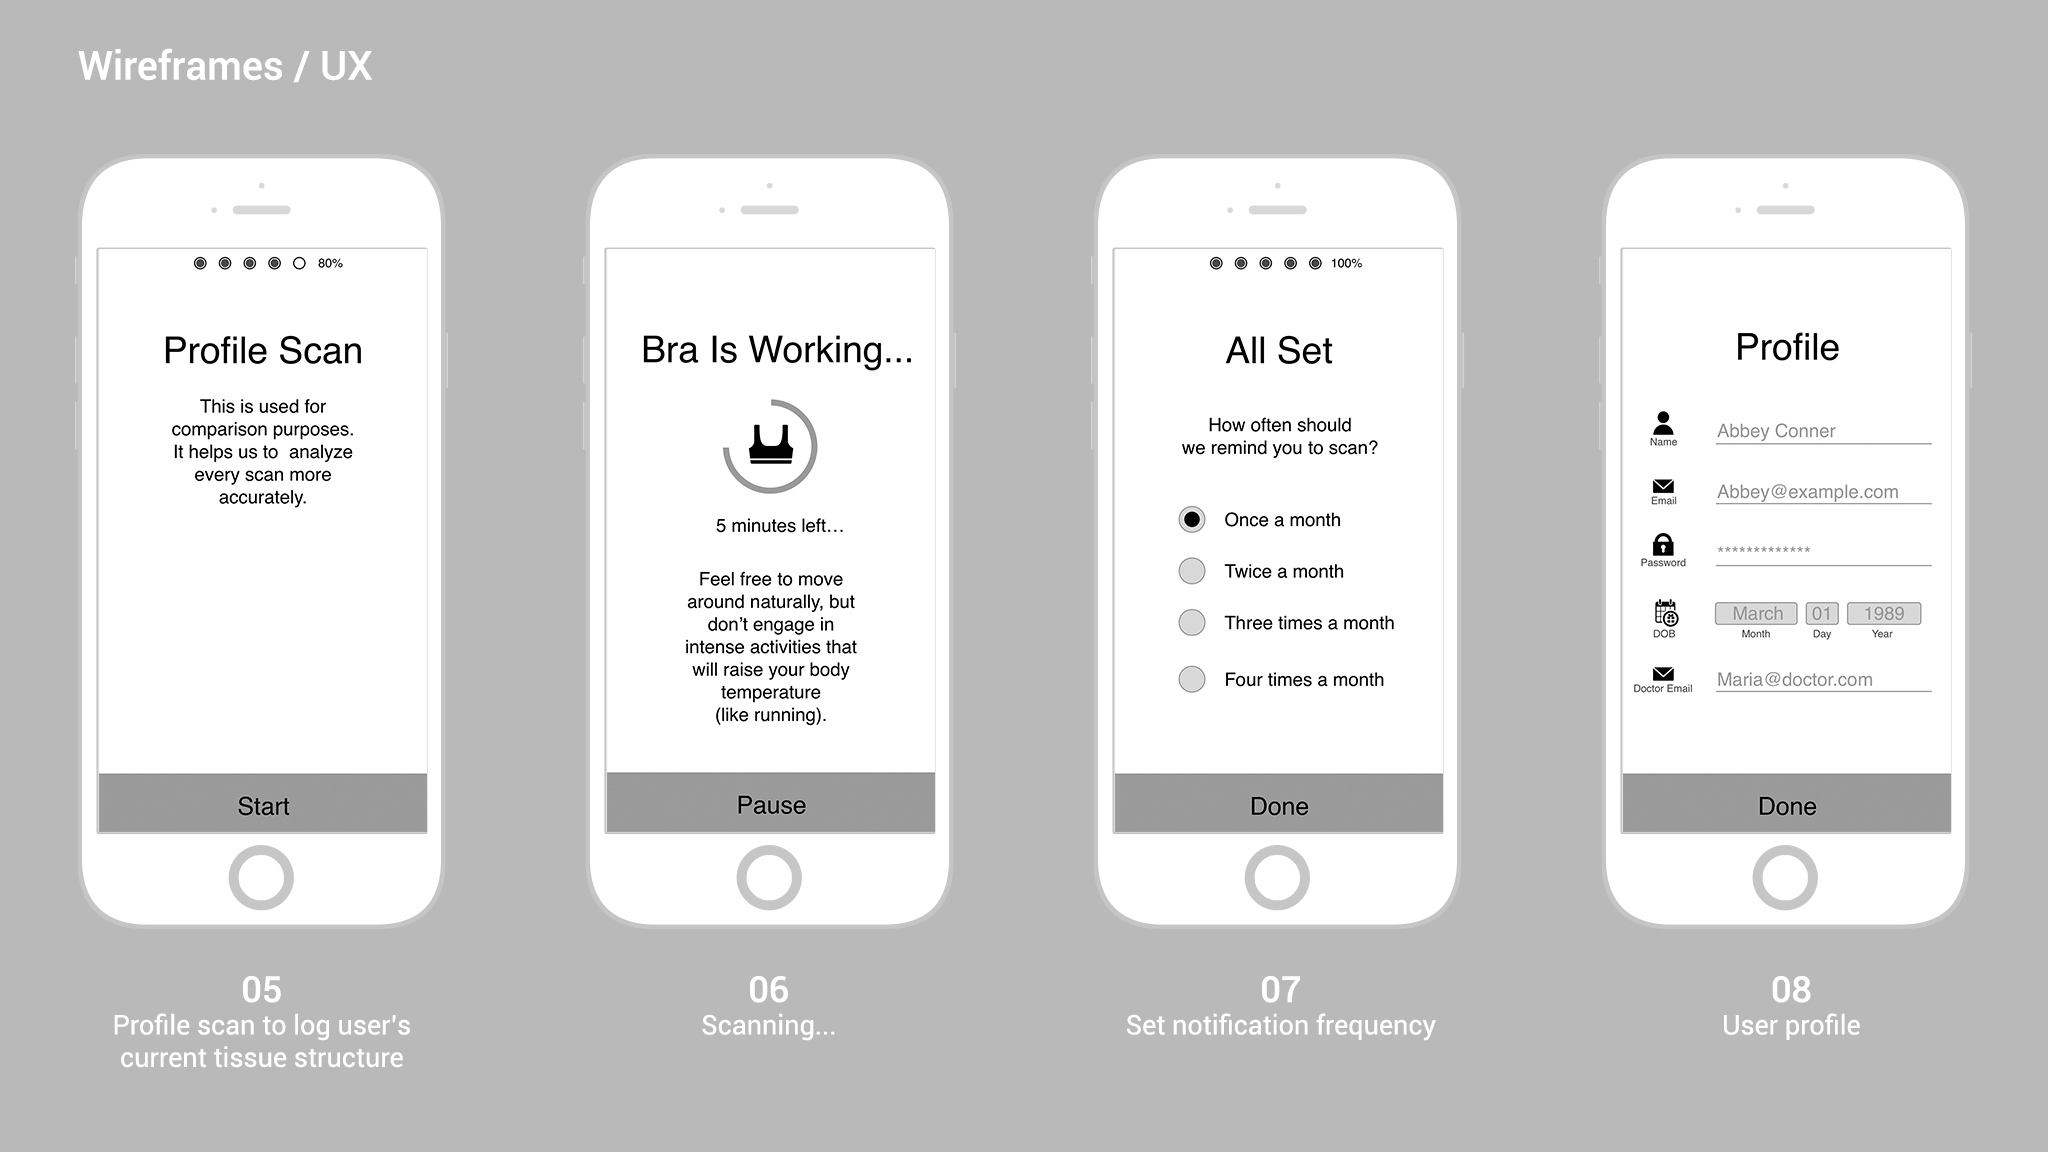 Wireframes / UX
80%
Profile Scan
This is used for
comparison purposes.
It helps us to analyze
every scan more
accurately.
Start
05
Profile scan to log user's
current tissue structure
Bra Is Working...
5 minutes left...
Feel free to move
around naturally, but
don't engage in
intense activities that
will raise your body
temperature
(like running).
Pause
06
Scanning...
100%
All Set
How often should
we remind you to scan?
Once a month
Twice a month
Three times a month
Four times a month
Done
07
Set notification frequency
Profile
Name
Abbey Conner
Email
Abbey@example.com
Password
*************
DOB
March 01 1989
Month Day Year
Doctor Email
Maria@doctor.com
Done
08
User profile